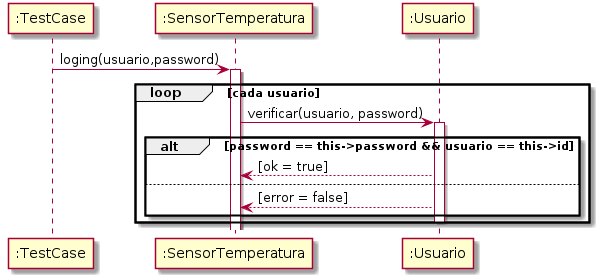 :TestCase :SensorTemperatura :Usuario
loging(usuario,password)
loop [cada usuario]
verificar(usuario, password)
alt [password == this->password && usuario == this->id]
[ok = true]
[error = false]
:TestCase :SensorTemperatura :Usuario